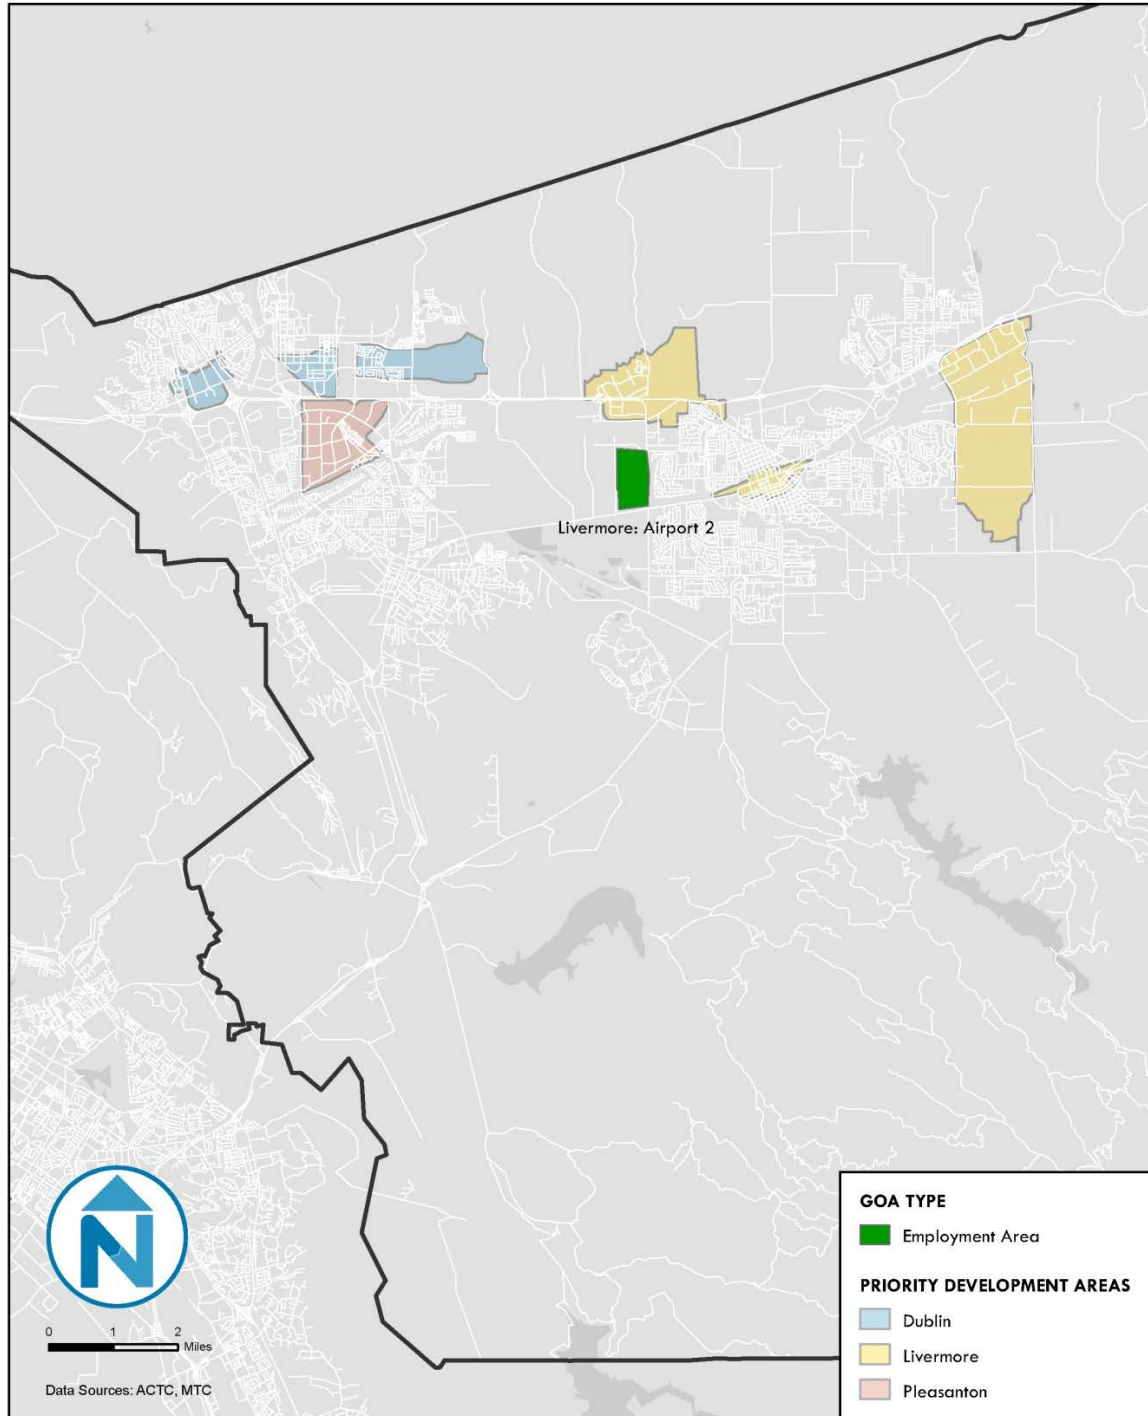 Livermore: Airport 2
N
0 1 2
Miles
Data Sources: ACTC, MTC
GOA TYPE
Employment Area
PRIORITY DEVELOPMENT AREAS
Dublin
Livermore
Pleasanton